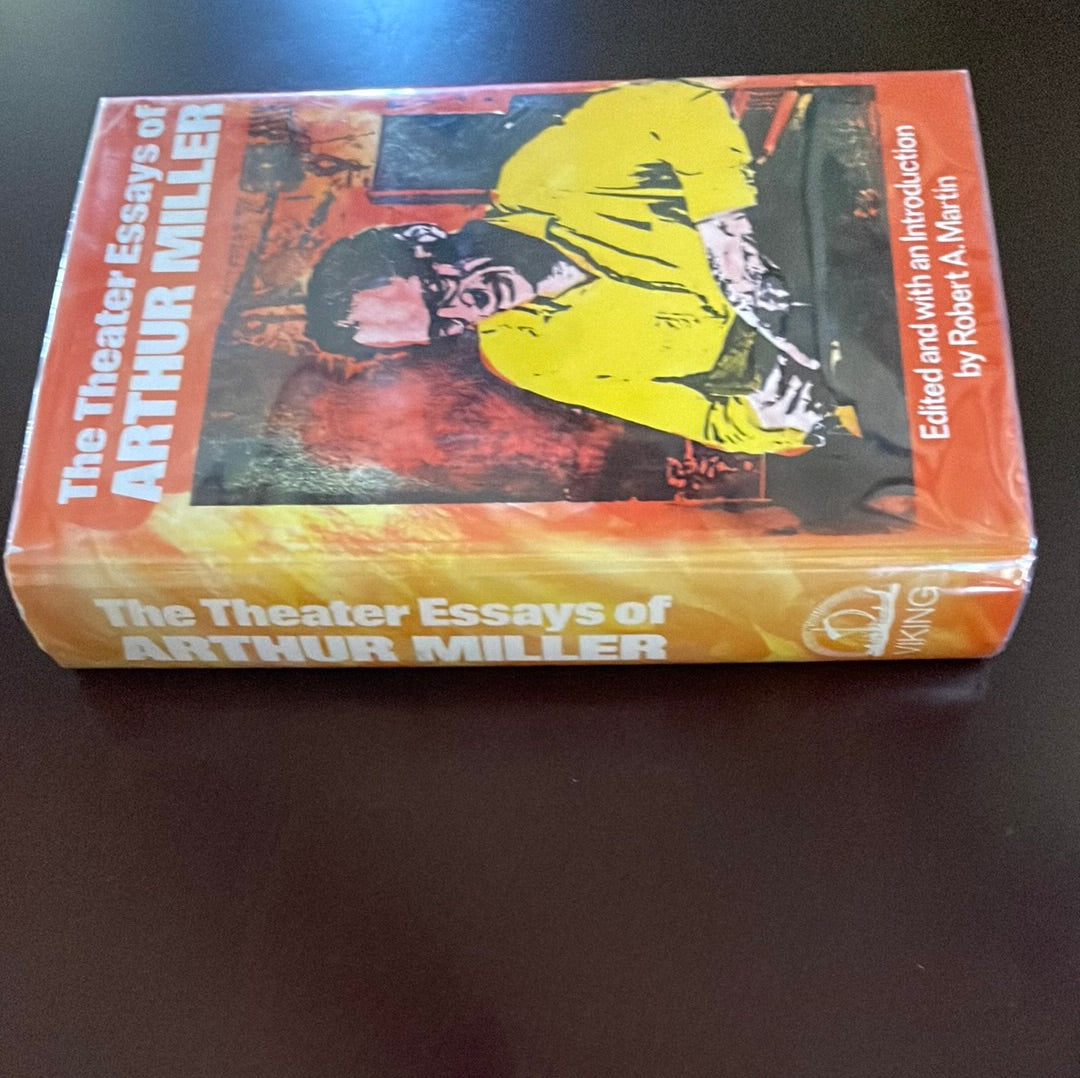 The Theater Essays of
ARTHUR MILLER
Edited and with an Introduction
by Robert A. Martin
The Theater Essays of
ARTHUR MILLER
VIKING